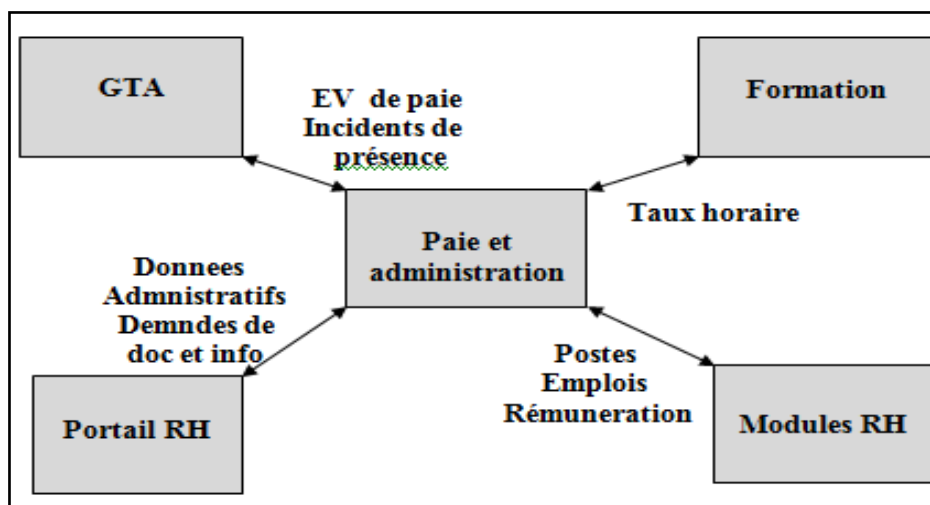 GTA
Formation
EV de paie
Incidents de
présence
Taux horaire
Paie et
administration
Donnees
Admnistratifs
Demndes de
doc et info
Postes
Emplois
Rémuneration
Portail RH
Modules RH